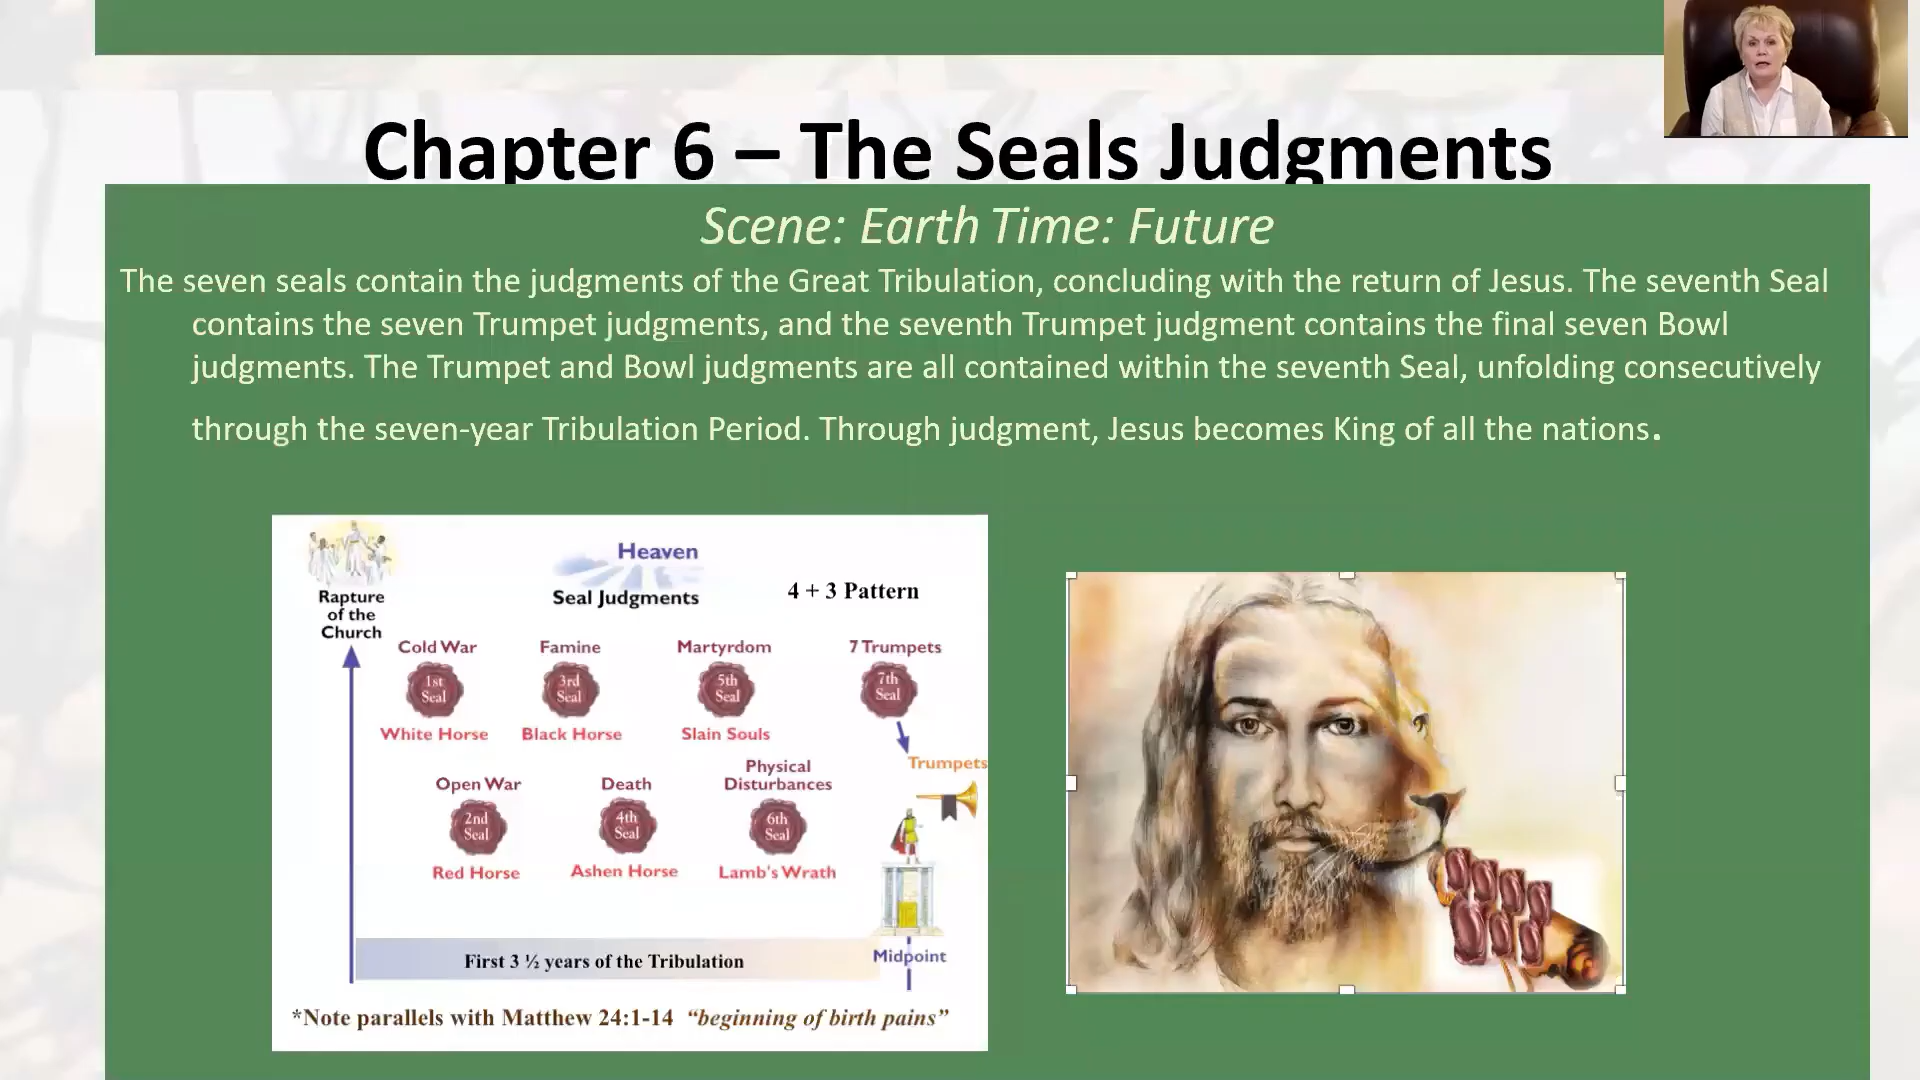 Chapter 6 – The Seals Judgments
Scene: Earth Time: Future
The seven seals contain the judgments of the Great Tribulation, concluding with the return of Jesus. The seventh Seal
contains the seven Trumpet judgments, and the seventh Trumpet judgment contains the final seven Bowl
judgments. The Trumpet and Bowl judgments are all contained within the seventh Seal, unfolding consecutively
through the seven-year Tribulation Period. Through judgment, Jesus becomes King of all the nations.
Heaven
Seal Judgments
4 + 3 Pattern
Rapture
of the
Church
Cold War
1st
Seal
White Horse
Famine
3rd
Seal
Black Horse
Martyrdom
5th
Seal
Slain Souls
7 Trumpets
7th
Seal
Trumpets
Open War
2nd
Seal
Red Horse
Death
4th
Seal
Ashen Horse
Physical
Disturbances
6th
Seal
Lamb's Wrath
First 3 ½ years of the Tribulation
Midpoint
*Note parallels with Matthew 24:1-14 “beginning of birth pains”